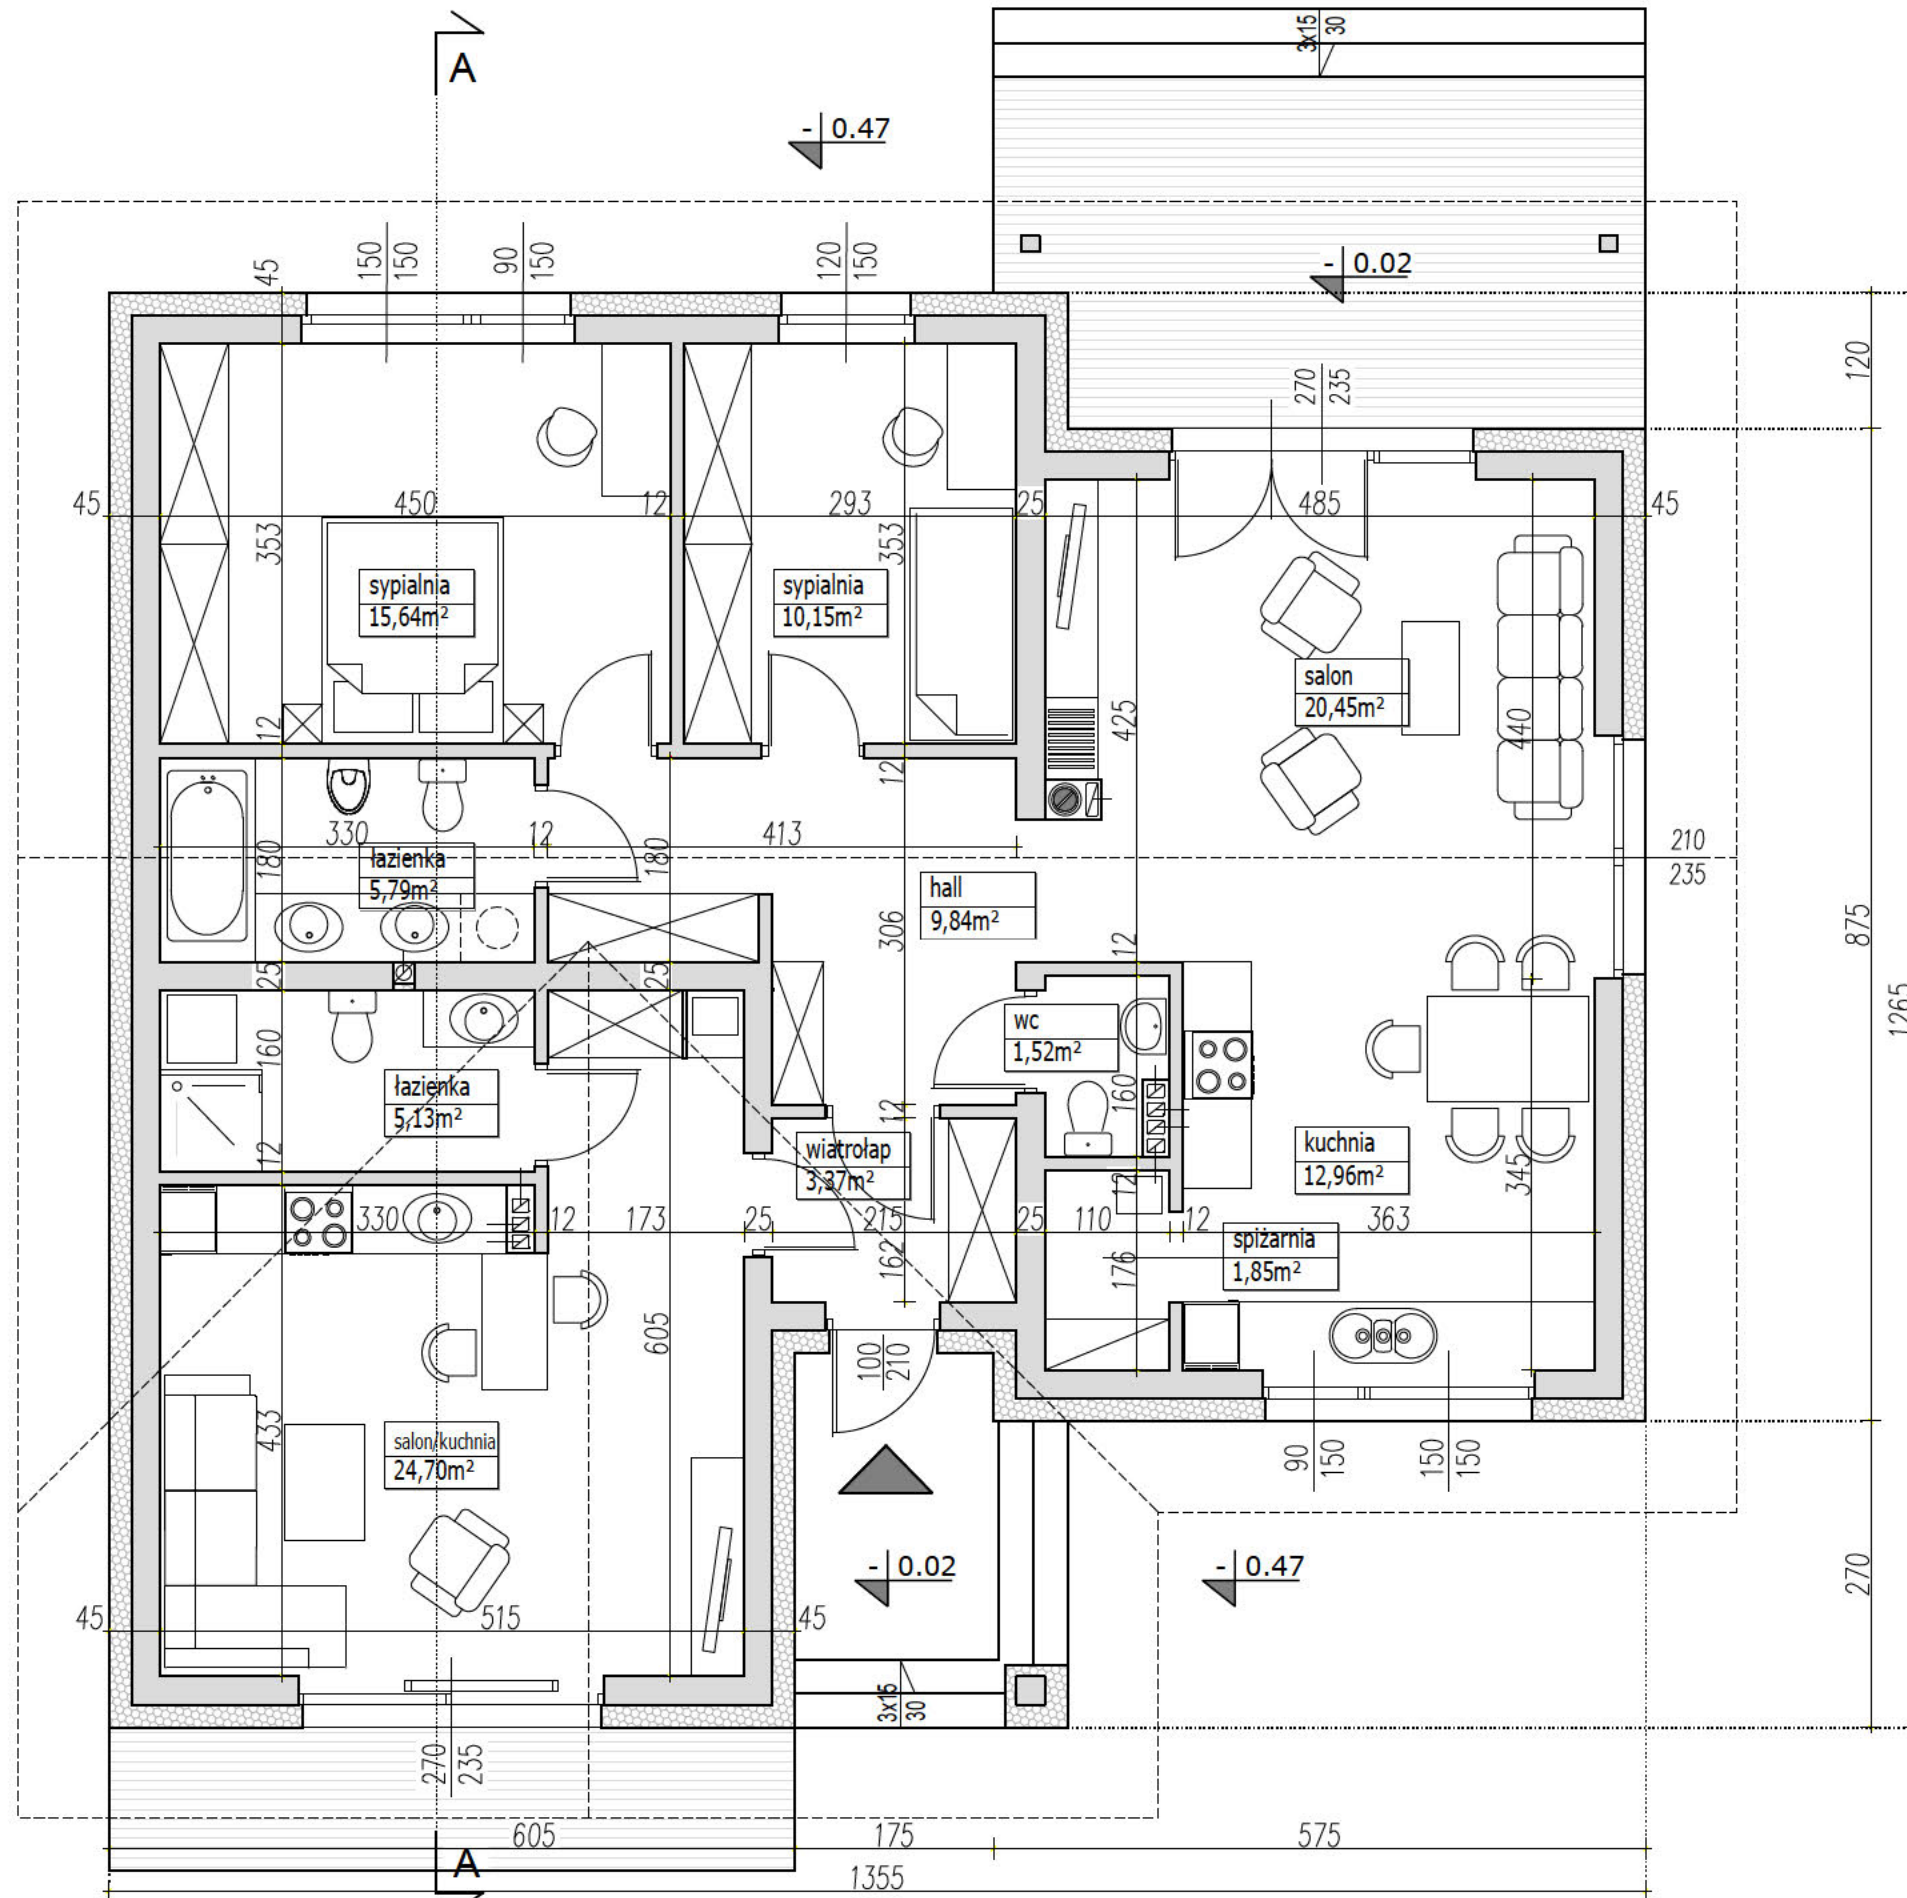 3x15
30
A
- 0.47
- 0.02
45
150
150
90
150
120
150
270
235
120
45
450
12
293
25
485
45
353
353
sypialnia
15,64m²
sypialnia
10,15m²
salon
20,45m²
425
440
12
12
330
12
413
180
180
łazienka
5,79m²
hall
9,84m²
210
235
306
875
12
25
25
1265
wc
1,52m²
160
łazienka
5,13m²
160
12
12
wiatrołap
3,37m²
kuchnia
12,96m²
345
12
330
12
173
25
215
25
110
12
363
162
176
spiżarnia
1,85m²
605
100
210
433
salon/kuchnia
24,70m²
90
150
150
150
- 0.02
- 0.47
270
45
515
45
3x15
30
270
235
605
175
575
A
1355